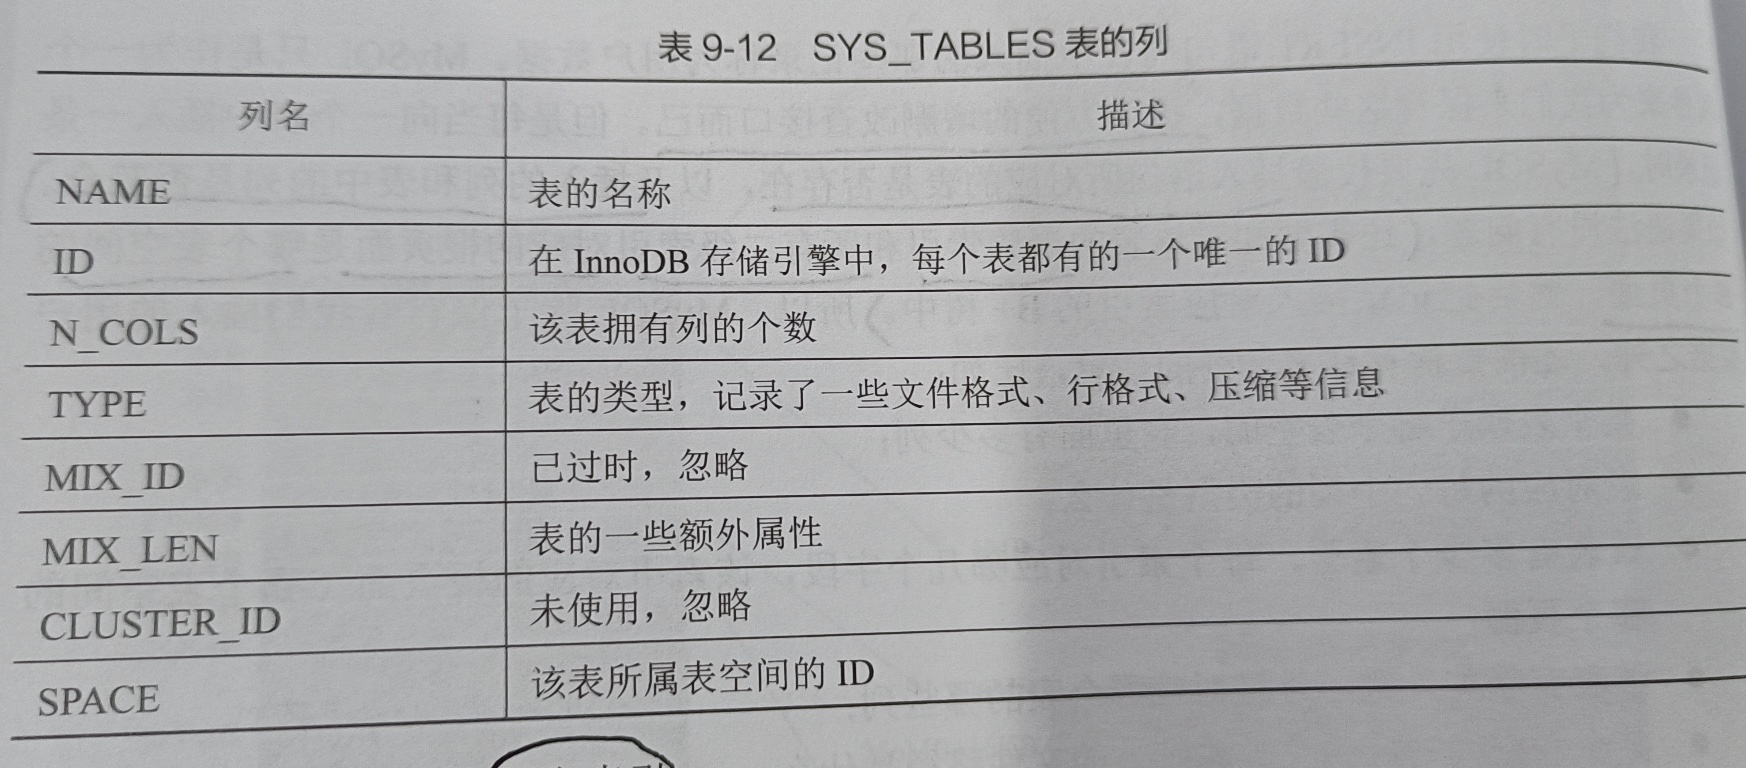 表 9-12 SYS_TABLES 表的列
列名 描述
NAME 表的名称
ID 在 InnoDB 存储引擎中，每个表都有的一个唯一的 ID
N_COLS 该表拥有列的个数
TYPE 表的类型，记录了一些文件格式、行格式、压缩等信息
MIX_ID 已过时，忽略
MIX_LEN 表的一些额外属性
CLUSTER_ID 未使用，忽略
SPACE 该表所属表空间的 ID